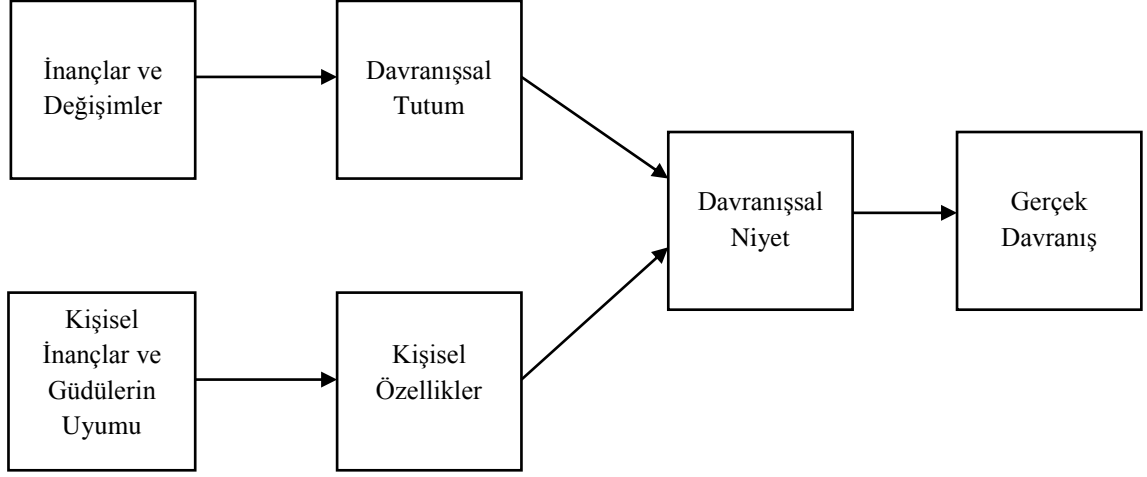 İnançlar ve
Değişimler
Davranışsal
Tutum
Davranışsal
Niyet
Gerçek
Davranış
Kişisel
İnançlar ve
Güdülerin
Uyumu
Kişisel
Özellikler